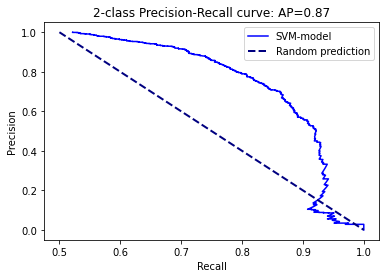 2-class Precision-Recall curve: AP=0.87
SVM-model
Random prediction
Precision
1.0
0.8
0.6
0.4
0.2
0.0
0.5 0.6 0.7 0.8 0.9 1.0
Recall